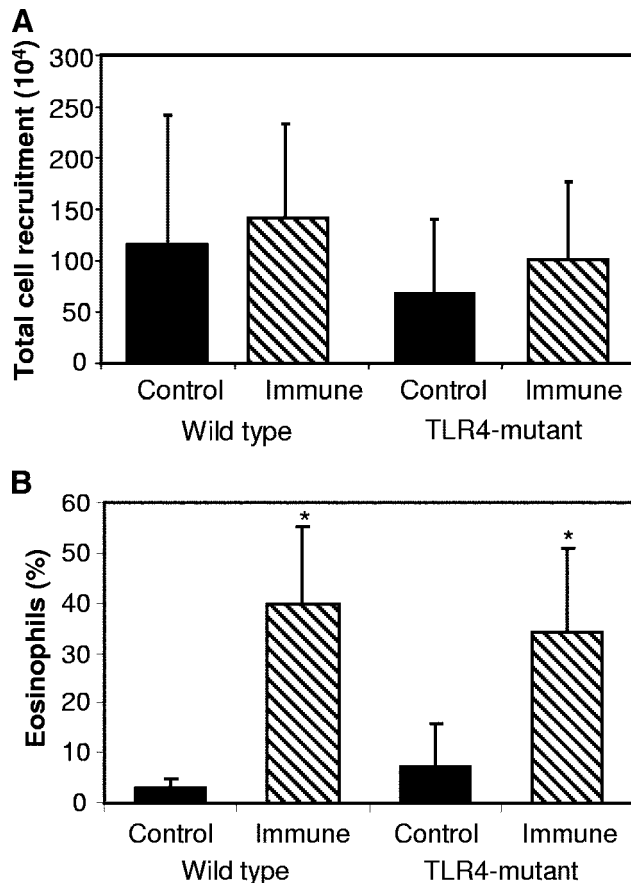 A
Total cell recruitment (10⁴)
300
250
200
150
100
50
0
Control Immune Control Immune
Wild type TLR4-mutant
B
Eosinophils (%)
60
50
40
30
20
10
0
* *
Control Immune Control Immune
Wild type TLR4-mutant